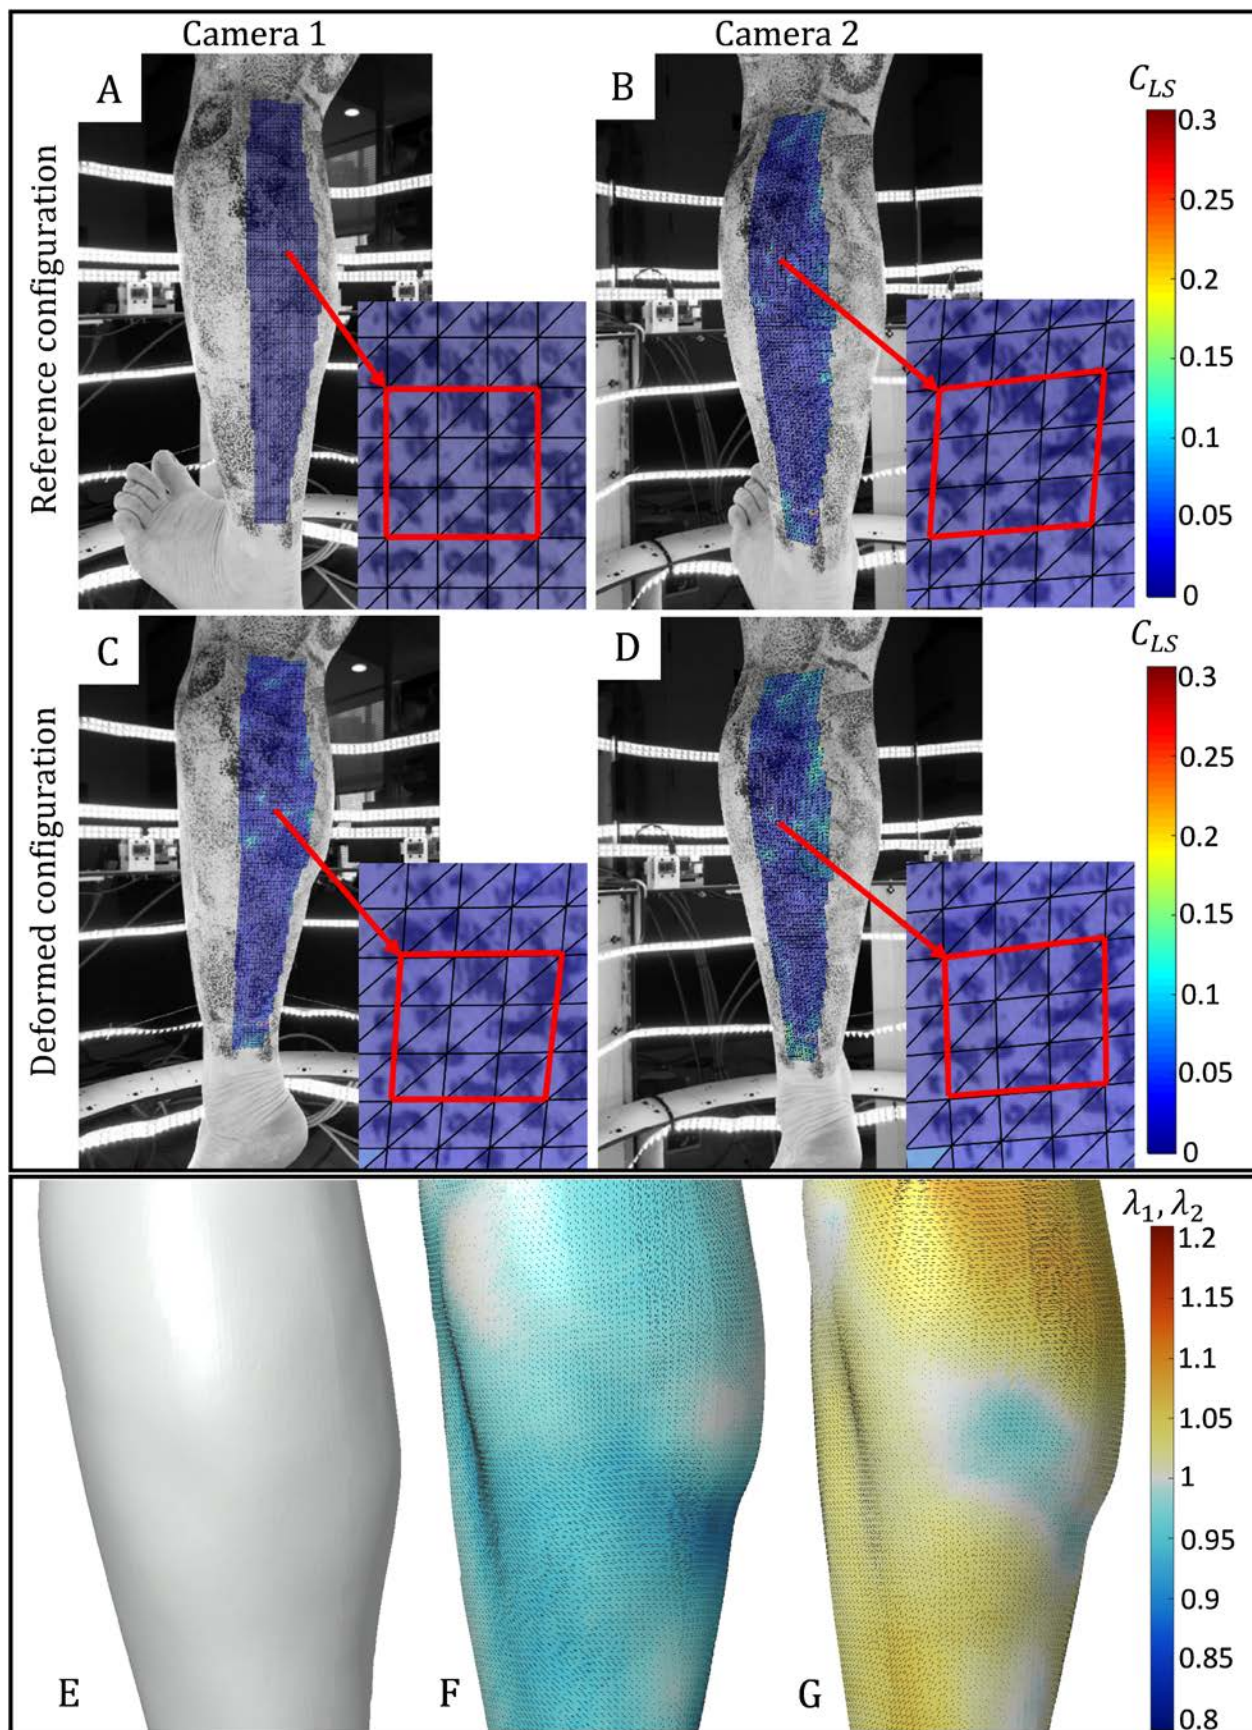 Camera 1
Camera 2
A
B
C_LS
0.3
0.25
0.2
0.15
0.1
0.05
0
Reference configuration
C
D
C_LS
0.3
0.25
0.2
0.15
0.1
0.05
0
Deformed configuration
λ₁, λ₂
1.2
1.15
1.1
1.05
1
0.95
0.9
0.85
0.8
E
F
G